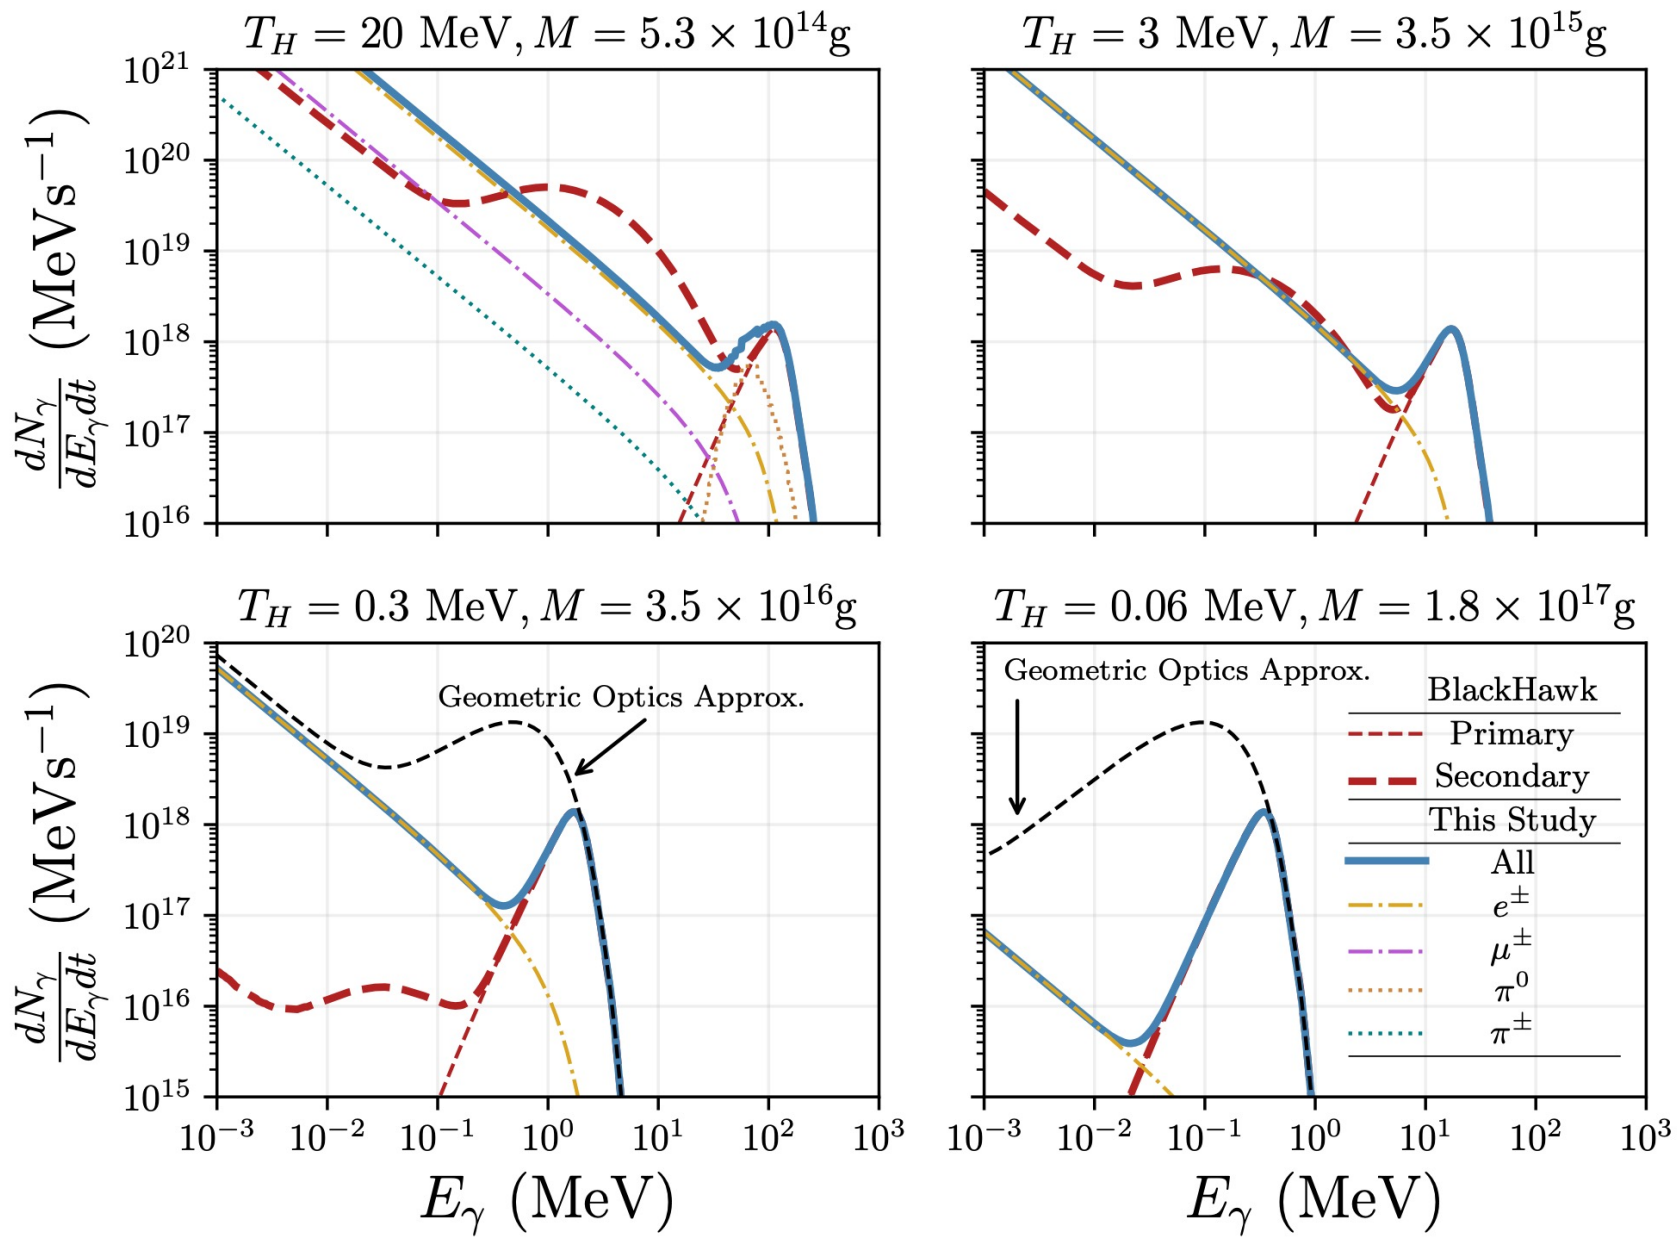 T_H = 20 MeV, M = 5.3 × 10^14 g
T_H = 3 MeV, M = 3.5 × 10^15 g
dN_γ/dE_γdt (MeVs^−1)
10^21
10^20
10^19
10^18
10^17
10^16
T_H = 0.3 MeV, M = 3.5 × 10^16 g
T_H = 0.06 MeV, M = 1.8 × 10^17 g
dN_γ/dE_γdt (MeVs^−1)
10^20
10^19
10^18
10^17
10^16
10^15
Geometric Optics Approx.
Geometric Optics Approx.
BlackHawk
Primary
Secondary
This Study
All
e^±
μ^±
π^0
π^±
10^−3 10^−2 10^−1 10^0 10^1 10^2 10^3
10^−3 10^−2 10^−1 10^0 10^1 10^2 10^3
E_γ (MeV)
E_γ (MeV)